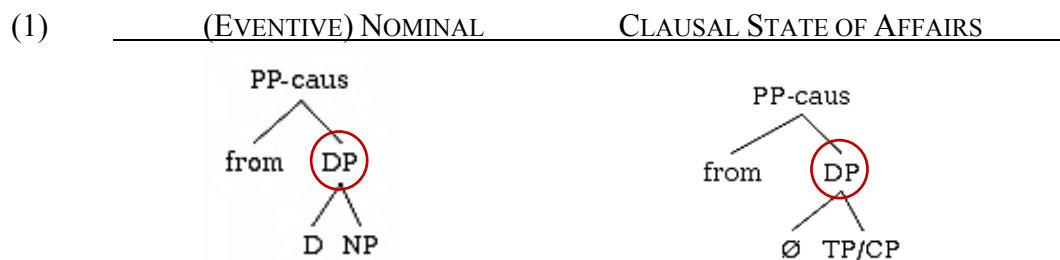 (1) (EVENTIVE) NOMINAL CLAUSAL STATE OF AFFAIRS
PP-caus PP-caus
from DP from DP
D NP Ø TP/CP